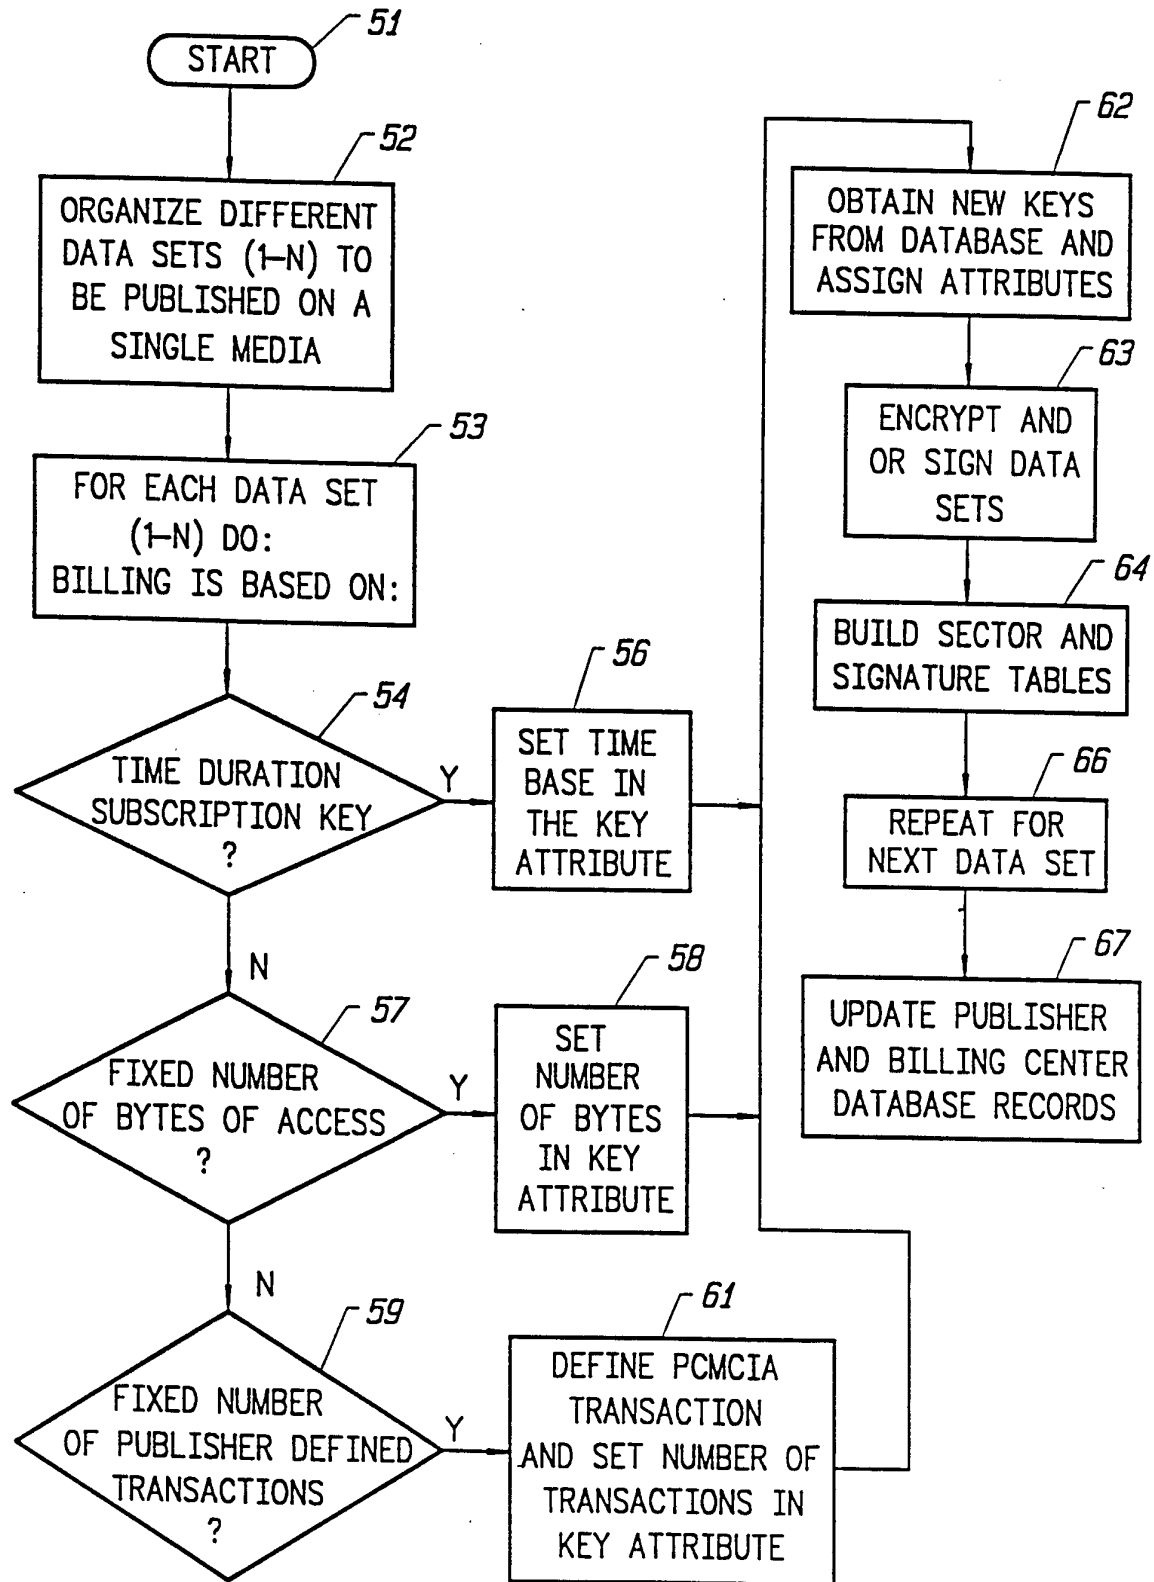 51
START
52
ORGANIZE DIFFERENT
DATA SETS (1-N) TO
BE PUBLISHED ON A
SINGLE MEDIA
53
FOR EACH DATA SET
(1-N) DO:
BILLING IS BASED ON:
54
TIME DURATION
SUBSCRIPTION KEY
?
Y
N
56
SET TIME
BASE IN
THE KEY
ATTRIBUTE
57
FIXED NUMBER
OF BYTES OF ACCESS
?
Y
N
58
SET
NUMBER
OF BYTES
IN KEY
ATTRIBUTE
59
FIXED NUMBER
OF PUBLISHER DEFINED
TRANSACTIONS
?
Y
61
DEFINE PCMCIA
TRANSACTION
AND SET NUMBER OF
TRANSACTIONS IN
KEY ATTRIBUTE
62
OBTAIN NEW KEYS
FROM DATABASE AND
ASSIGN ATTRIBUTES
63
ENCRYPT AND
OR SIGN DATA
SETS
64
BUILD SECTOR AND
SIGNATURE TABLES
66
REPEAT FOR
NEXT DATA SET
67
UPDATE PUBLISHER
AND BILLING CENTER
DATABASE RECORDS